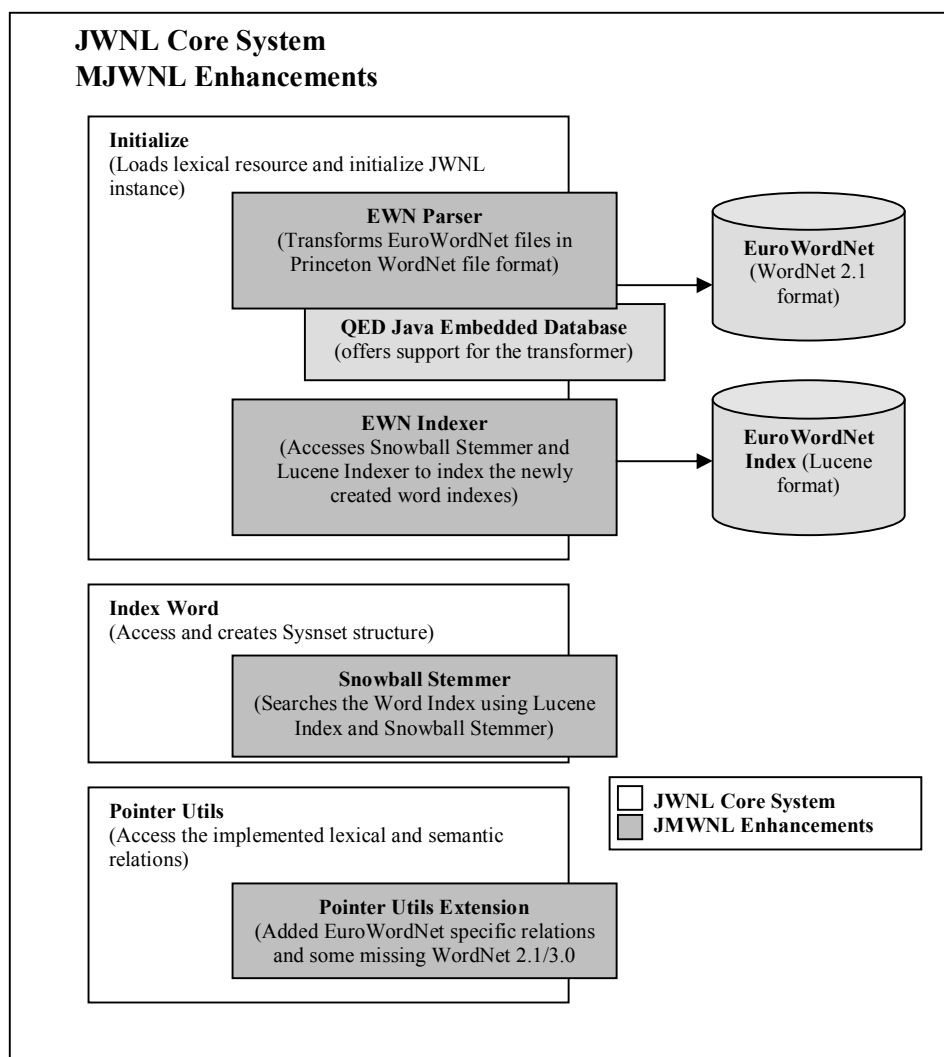 JWNL Core System
MJWNL Enhancements
Initialize
(Loads lexical resource and initialize JWNL
instance)
EWN Parser
(Transforms EuroWordNet files in
Princeton WordNet file format)
EuroWordNet
(WordNet 2.1
format)
QED Java Embedded Database
(offers support for the transformer)
EWN Indexer
(Accesses Snowball Stemmer and
Lucene Indexer to index the newly
created word indexes)
EuroWordNet
Index (Lucene
format)
Index Word
(Access and creates Sysnset structure)
Snowball Stemmer
(Searches the Word Index using Lucene
Index and Snowball Stemmer)
Pointer Utils
(Access the implemented lexical and semantic
relations)
Pointer Utils Extension
(Added EuroWordNet specific relations
and some missing WordNet 2.1/3.0
JWNL Core System
JMWNL Enhancements